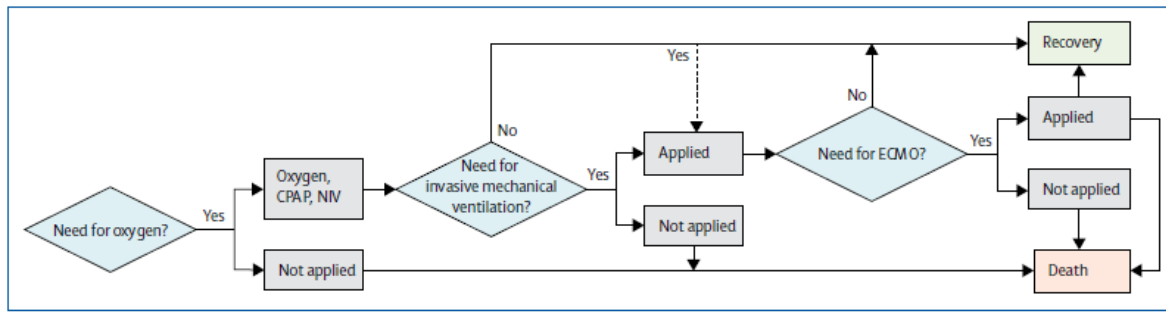 Need for oxygen?
Yes
Oxygen,
CPAP, NIV
Not applied
No
Need for
invasive mechanical
ventilation?
Yes
Yes
Applied
Not applied
No
Need for ECMO?
Yes
Recovery
Applied
Not applied
Death